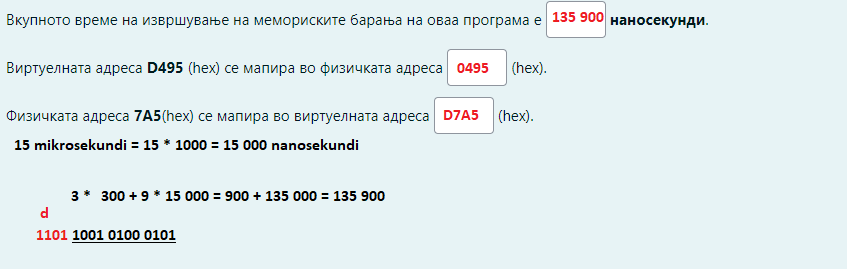 Вкупното време на извршување на мемориските барања на оваа програма е 135 900 наносекунди.
Виртуелната адреса D495 (hex) се мапира во физичката адреса 0495 (hex).
Физичката адреса 7A5(hex) се мапира во виртуелната адреса D7A5 (hex).
15 mikrosekundi = 15 * 1000 = 15 000 nanosekundi
3 * 300 + 9 * 15 000 = 900 + 135 000 = 135 900
d
1101 1001 0100 0101